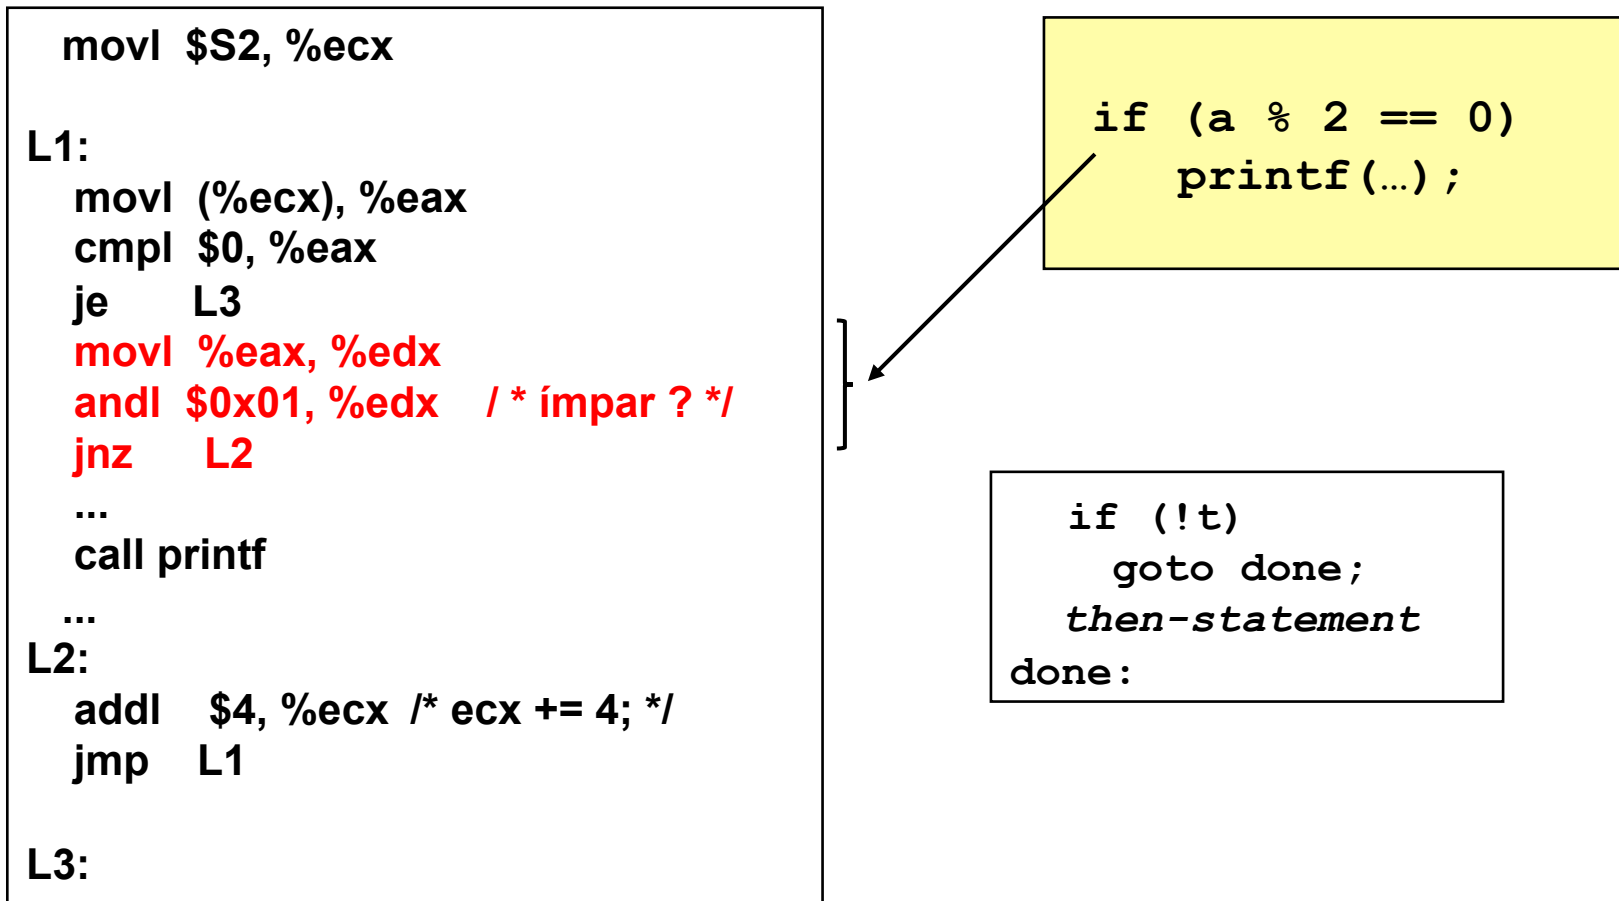 movl $S2, %ecx
L1:
movl (%ecx), %eax
cmpl $0, %eax
je L3
movl %eax, %edx
andl $0x01, %edx / * ímpar ? */
jnz L2
...
call printf
...
L2:
addl $4, %ecx /* ecx += 4; */
jmp L1
L3:
if (a % 2 == 0)
printf(…);
if (!t)
goto done;
then-statement
done: